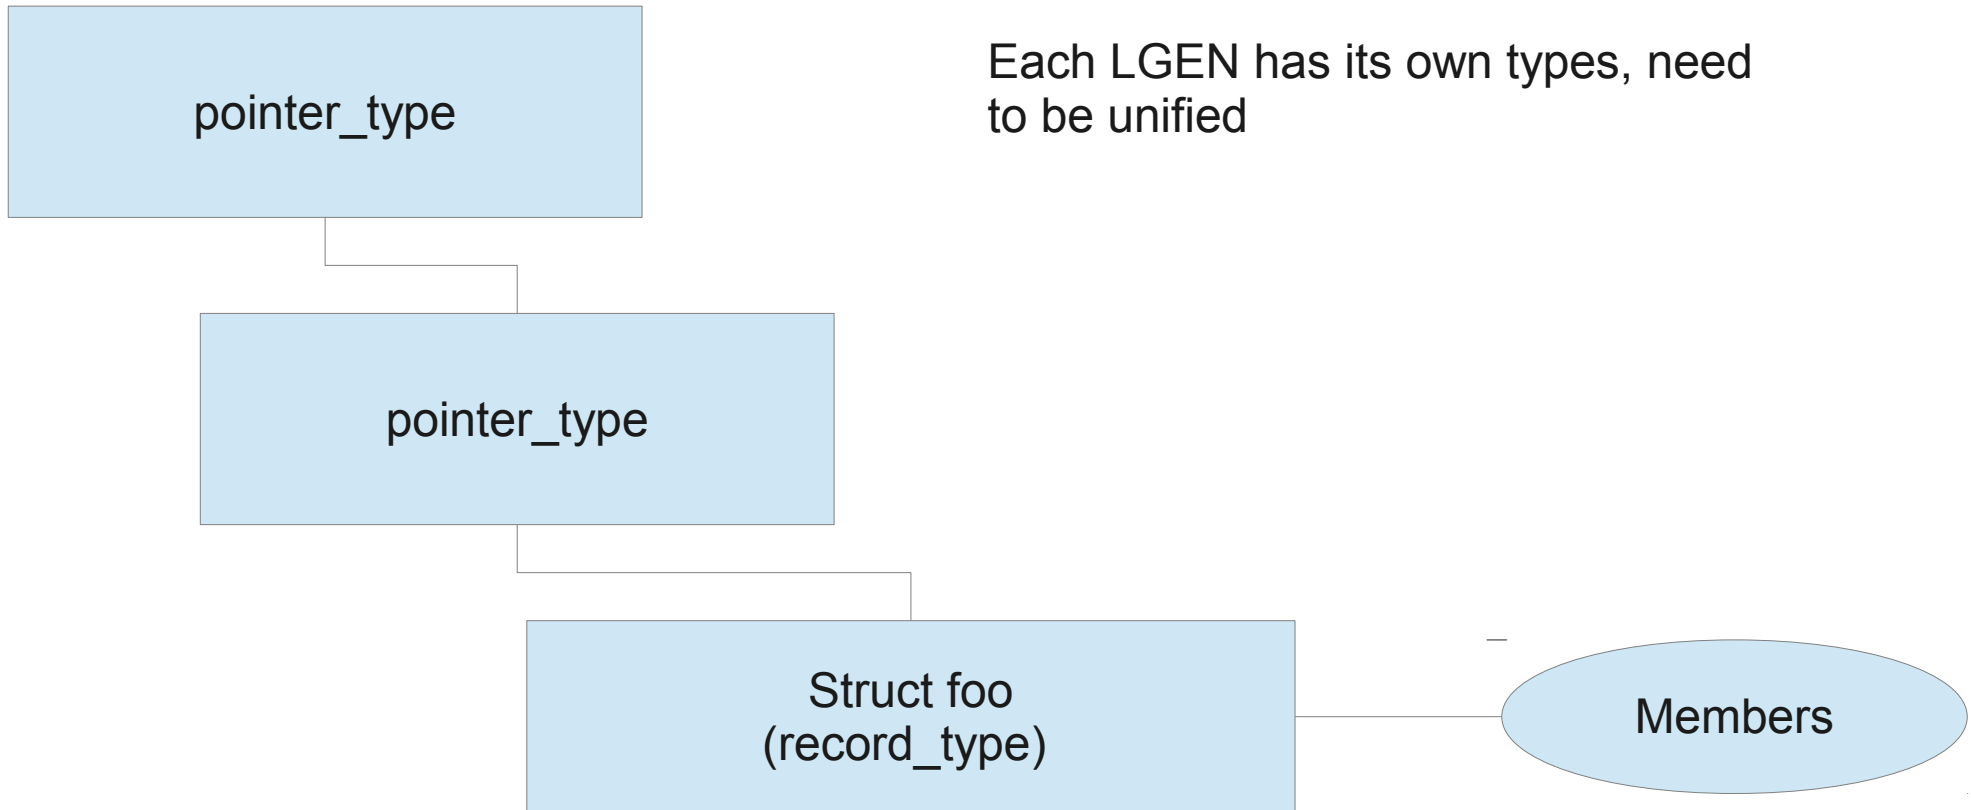 pointer_type
Each LGEN has its own types, need
to be unified
pointer_type
Struct foo
(record_type)
Members